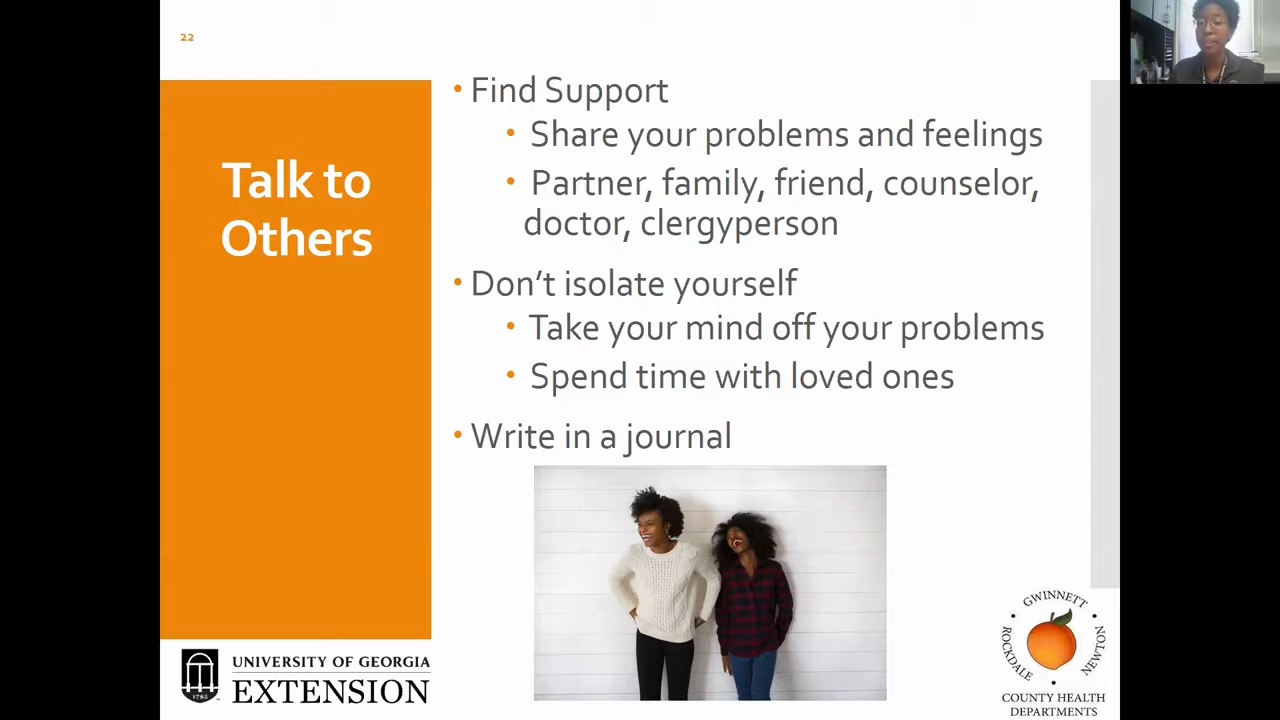 22
Talk to
Others
• Find Support
• Share your problems and feelings
• Partner, family, friend, counselor,
doctor, clergyperson
• Don’t isolate yourself
• Take your mind off your problems
• Spend time with loved ones
• Write in a journal
1785
UNIVERSITY OF GEORGIA
EXTENSION
GWINNETT
ROCKDALE
NEWTON
COUNTY HEALTH
DEPARTMENTS